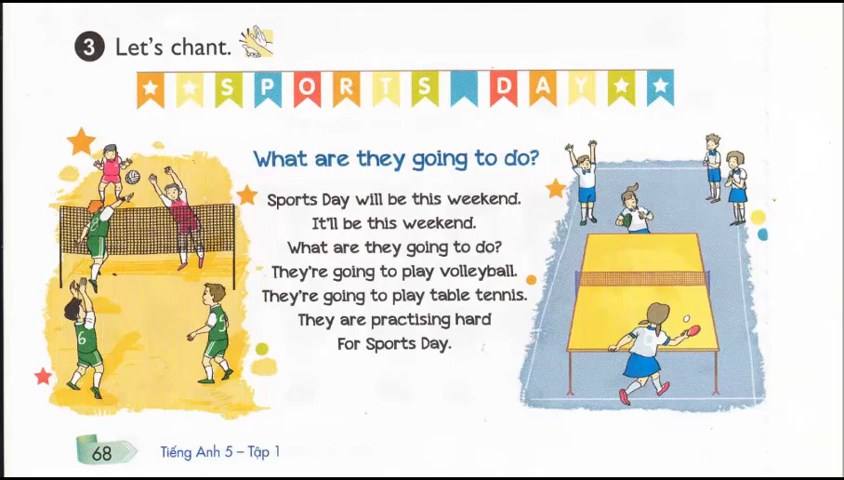 3 Let's chant.
SPORTS DAY
What are they going to do?
Sports Day will be this weekend.
It'll be this weekend.
What are they going to do?
They're going to play volleyball.
They're going to play table tennis.
They are practising hard
For Sports Day.
6
5
68 Tiếng Anh 5 – Tập 1